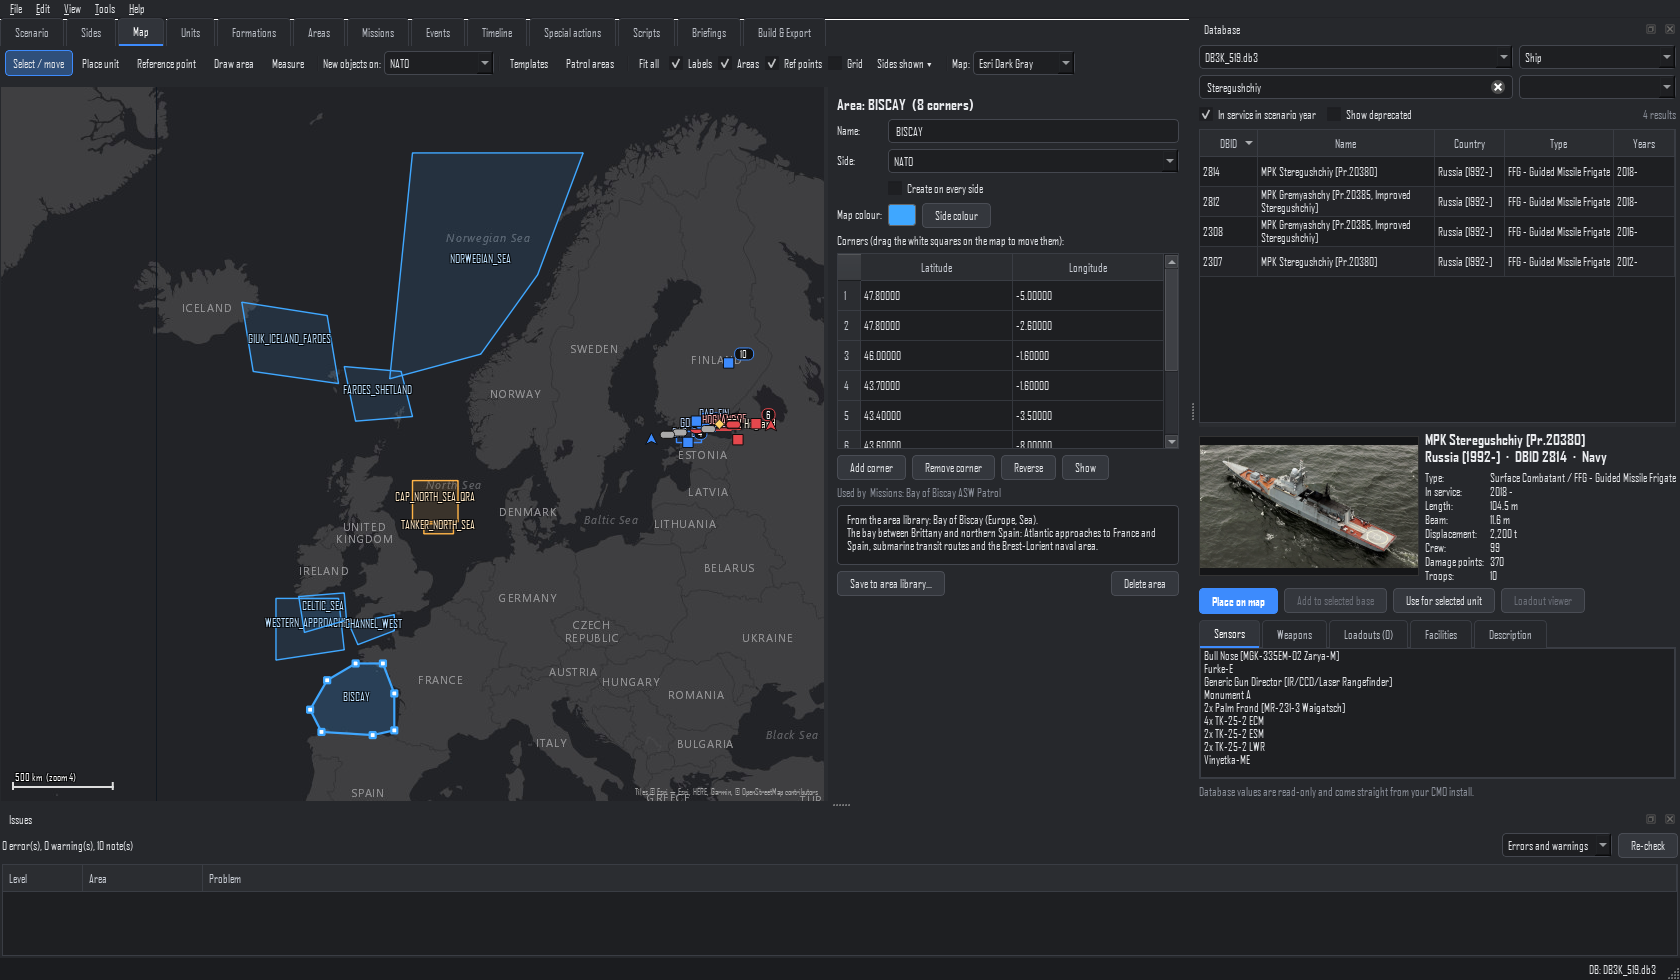 File Edit View Tools Help
Scenario Sides Map Units Formations Areas Missions Events Timeline Special actions Scripts Briefings Build & Export
Select / move Place unit Reference point Draw area Measure New objects on: NATO Templates Patrol areas Fit all Labels Areas Ref points Grid Sides shown Map: Esri Dark Gray
Norwegian Sea
NORWEGIAN_SEA
ICELAND
GIUK_ICELAND_FAROES
FAROES_SHETLAND
SWEDEN
FINLAND
10
NORWAY
6
ESTONIA
North Sea
CAP_NORTH_SEA_QRA
TANKER_NORTH_SEA
LATVIA
DENMARK
Baltic Sea
LITHUANIA
UNITED
KINGDOM
IRELAND
BELARUS
CELTIC_SEA
WESTERN_APPROACH
CHANNEL_WEST
GERMANY
CZECH
REPUBLIC
UKRAINE
BISCAY
FRANCE
AUSTRIA
HUNGARY
ROMANIA
ITALY
BULGARIA
Black Sea
500 km (zoom 4)
SPAIN
GREECE
TUR
Tiles © Esri — Esri, HERE, Garmin, © OpenStreetMap contributors
Area: BISCAY (8 corners)
Name: BISCAY
Side: NATO
Create on every side
Map colour: Side colour
Corners (drag the white squares on the map to move them):
Latitude Longitude
1 47.80000 -5.00000
2 47.80000 -2.60000
3 46.00000 -1.60000
4 43.70000 -1.60000
5 43.40000 -3.50000
6 43.60000 -8.00000
Add corner Remove corner Reverse Show
Used by Missions: Bay of Biscay ASW Patrol
From the area library: Bay of Biscay (Europe, Sea).
The bay between Brittany and northern Spain: Atlantic approaches to France and
Spain, submarine transit routes and the Brest-Lorient naval area.
Save to area library... Delete area
Database
DB3K_519.db3 Ship
Steregushchiy
In service in scenario year Show deprecated 4 results
DBID Name Country Type Years
2814 MPK Steregushchiy [Pr.20380] Russia [1992-] FFG - Guided Missile Frigate 2018-
2812 MPK Gremyashchy [Pr.20385, Improved Steregushchiy] Russia [1992-] FFG - Guided Missile Frigate 2018-
2308 MPK Gremyashchy [Pr.20385, Improved Steregushchiy] Russia [1992-] FFG - Guided Missile Frigate 2016-
2307 MPK Steregushchiy [Pr.20380] Russia [1992-] FFG - Guided Missile Frigate 2012-
MPK Steregushchiy [Pr.20380]
Russia [1992-] · DBID 2814 · Navy
Type: Surface Combatant / FFG - Guided Missile Frigate
In service: 2018 -
Length: 104.5 m
Beam: 11.6 m
Displacement: 2,200 t
Crew: 99
Damage points: 370
Troops: 10
Place on map Add to selected base Use for selected unit Loadout viewer
Sensors Weapons Loadouts (0) Facilities Description
Bull Nose [MGK-335EM-02 Zarya-M]
Furke-E
Generic Gun Director [IR/CCD/Laser Rangefinder]
Monument A
2x Palm Frond [MR-231-3 Waigatsch]
4x TK-25-2 ECM
2x TK-25-2 ESM
2x TK-25-2 LWR
Vinyetka-ME
Database values are read-only and come straight from your CMO install.
Issues
0 error(s), 0 warning(s), 10 note(s) Errors and warnings Re-check
Level Area Problem
DB: DB3K_519.db3